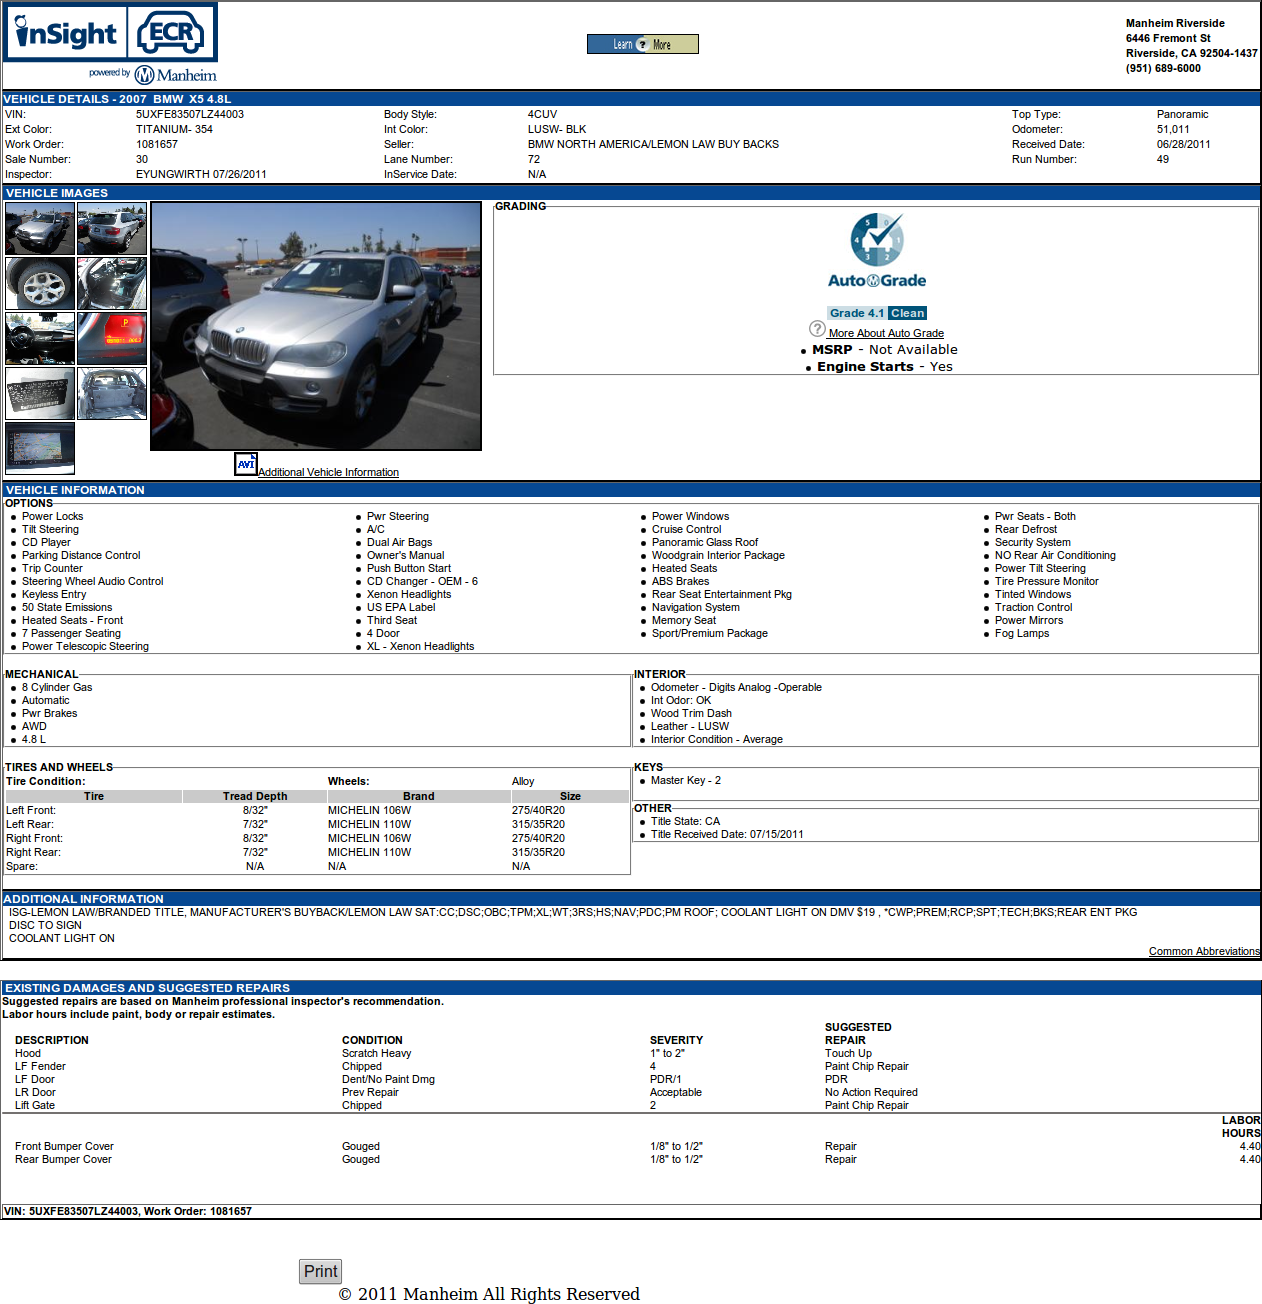 inSight ECR
powered by Manheim
Learn ? More
Manheim Riverside
6446 Fremont St
Riverside, CA 92504-1437
(951) 689-6000
VEHICLE DETAILS - 2007 BMW X5 4.8L
VIN: 5UXFE83507LZ44003 Body Style: 4CUV Top Type: Panoramic
Ext Color: TITANIUM- 354 Int Color: LUSW- BLK Odometer: 51,011
Work Order: 1081657 Seller: BMW NORTH AMERICA/LEMON LAW BUY BACKS Received Date: 06/28/2011
Sale Number: 30 Lane Number: 72 Run Number: 49
Inspector: EYUNGWIRTH 07/26/2011 InService Date: N/A
VEHICLE IMAGES
GRADING
5 0
4 1
3 2
AutoGrade
Grade 4.1 Clean
? More About Auto Grade
MSRP - Not Available
Engine Starts - Yes
AVI Additional Vehicle Information
VEHICLE INFORMATION
OPTIONS
Power Locks Pwr Steering Power Windows Pwr Seats - Both
Tilt Steering A/C Cruise Control Rear Defrost
CD Player Dual Air Bags Panoramic Glass Roof Security System
Parking Distance Control Owner's Manual Woodgrain Interior Package NO Rear Air Conditioning
Trip Counter Push Button Start Heated Seats Power Tilt Steering
Steering Wheel Audio Control CD Changer - OEM - 6 ABS Brakes Tire Pressure Monitor
Keyless Entry Xenon Headlights Rear Seat Entertainment Pkg Tinted Windows
50 State Emissions US EPA Label Navigation System Traction Control
Heated Seats - Front Third Seat Memory Seat Power Mirrors
7 Passenger Seating 4 Door Sport/Premium Package Fog Lamps
Power Telescopic Steering XL - Xenon Headlights
MECHANICAL
8 Cylinder Gas
Automatic
Pwr Brakes
AWD
4.8 L
INTERIOR
Odometer - Digits Analog -Operable
Int Odor: OK
Wood Trim Dash
Leather - LUSW
Interior Condition - Average
TIRES AND WHEELS
Tire Condition: Wheels: Alloy
Tire Tread Depth Brand Size
Left Front: 8/32" MICHELIN 106W 275/40R20
Left Rear: 7/32" MICHELIN 110W 315/35R20
Right Front: 8/32" MICHELIN 106W 275/40R20
Right Rear: 7/32" MICHELIN 110W 315/35R20
Spare: N/A N/A N/A
KEYS
Master Key - 2
OTHER
Title State: CA
Title Received Date: 07/15/2011
ADDITIONAL INFORMATION
ISG-LEMON LAW/BRANDED TITLE, MANUFACTURER'S BUYBACK/LEMON LAW SAT:CC;DSC;OBC;TPM;XL;WT;3RS;HS;NAV;PDC;PM ROOF; COOLANT LIGHT ON DMV $19 , *CWP;PREM;RCP;SPT;TECH;BKS;REAR ENT PKG
DISC TO SIGN
COOLANT LIGHT ON
Common Abbreviations
EXISTING DAMAGES AND SUGGESTED REPAIRS
Suggested repairs are based on Manheim professional inspector's recommendation.
Labor hours include paint, body or repair estimates.
SUGGESTED
DESCRIPTION CONDITION SEVERITY REPAIR
Hood Scratch Heavy 1" to 2" Touch Up
LF Fender Chipped 4 Paint Chip Repair
LF Door Dent/No Paint Dmg PDR/1 PDR
LR Door Prev Repair Acceptable No Action Required
Lift Gate Chipped 2 Paint Chip Repair
LABOR
HOURS
Front Bumper Cover Gouged 1/8" to 1/2" Repair 4.40
Rear Bumper Cover Gouged 1/8" to 1/2" Repair 4.40
VIN: 5UXFE83507LZ44003, Work Order: 1081657
Print
© 2011 Manheim All Rights Reserved